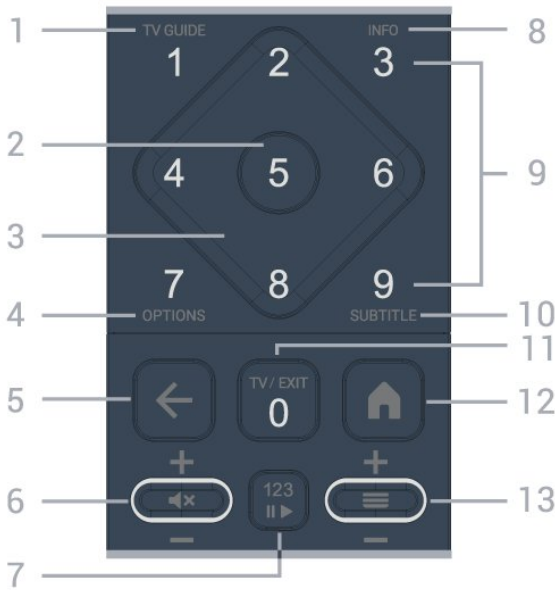 1 TV GUIDE INFO 8
1 2 3
2 4 5 6 9
3
7 8 9
4 OPTIONS SUBTITLE 10
11
5 TV / EXIT 12
0
+ +
6 123 13
− −
7